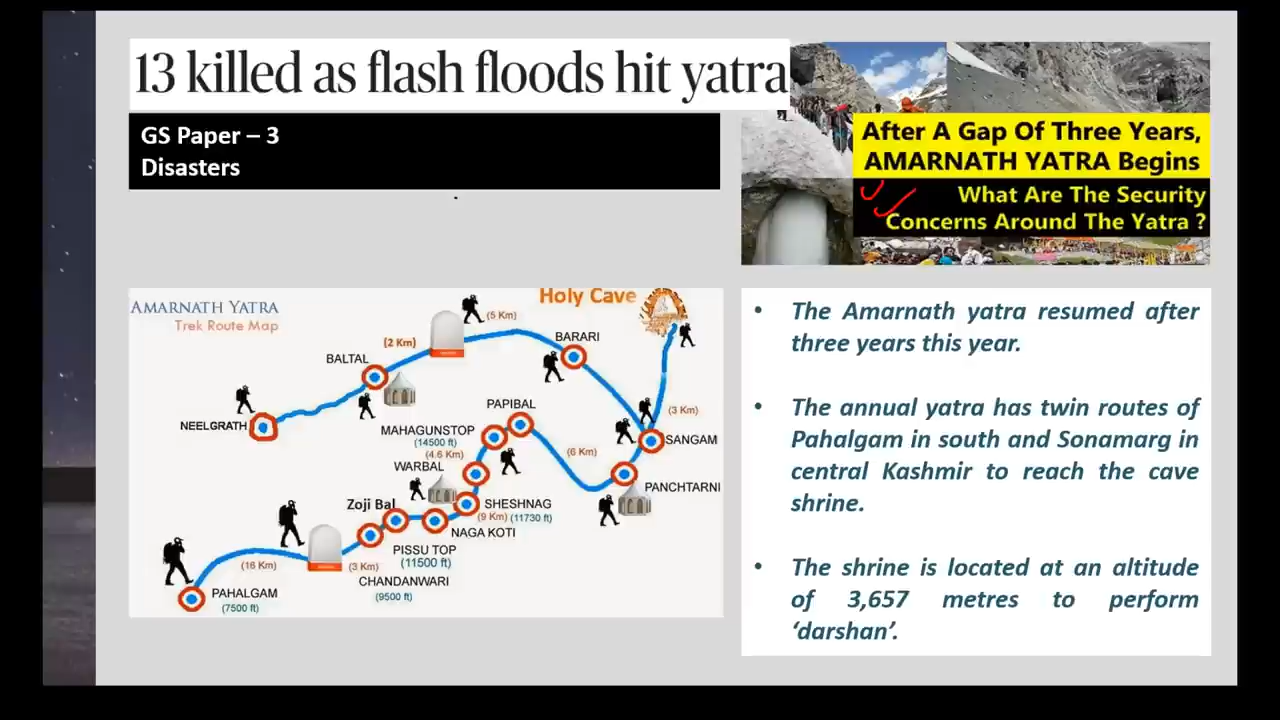 13 killed as flash floods hit yatra
GS Paper – 3
Disasters
After A Gap Of Three Years,
AMARNATH YATRA Begins
What Are The Security
Concerns Around The Yatra ?
AMARNATH YATRA
Trek Route Map
Holy Cave
(5 Km)
(2 Km)
BARARI
BALTAL
NEELGRATH
(3 Km)
SANGAM
PAPIBAL
MAHAGUNSTOP
(14500 ft)
(4.6 Km)
(6 Km)
WARBAL
PANCHTARNI
SHESHNAG
(9 Km) (11730 ft)
Zoji Bal
NAGA KOTI
PISSU TOP
(11500 ft)
(16 Km)
(3 Km)
CHANDANWARI
(9500 ft)
PAHALGAM
(7500 ft)
• The Amarnath yatra resumed after
three years this year.
• The annual yatra has twin routes of
Pahalgam in south and Sonamarg in
central Kashmir to reach the cave
shrine.
• The shrine is located at an altitude
of 3,657 metres to perform
‘darshan’.